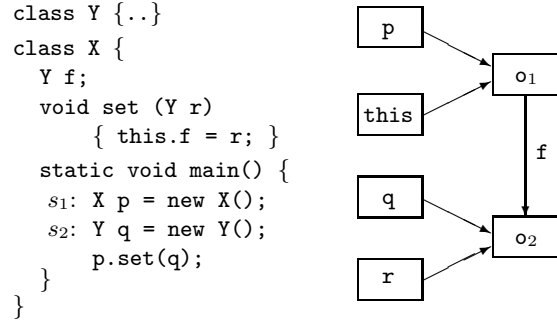 class Y {..}
class X {
Y f;
void set (Y r)
{ this.f = r; }
static void main() {
s1: X p = new X();
s2: Y q = new Y();
p.set(q);
}
}
p
o1
this
f
q
o2
r